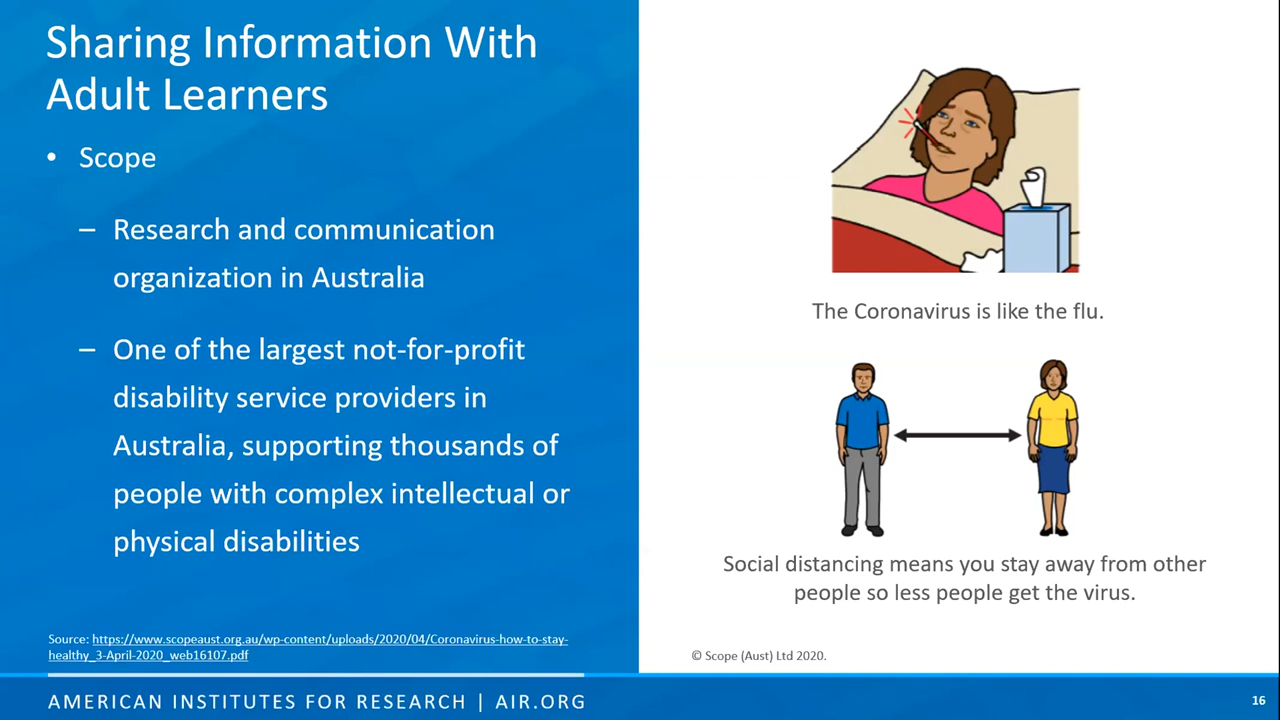 Sharing Information With
Adult Learners
• Scope
– Research and communication
organization in Australia
– One of the largest not-for-profit
disability service providers in
Australia, supporting thousands of
people with complex intellectual or
physical disabilities
Source: https://www.scopeaust.org.au/wp-content/uploads/2020/04/Coronavirus-how-to-stay-
healthy_3-April-2020_web16107.pdf
The Coronavirus is like the flu.
Social distancing means you stay away from other
people so less people get the virus.
© Scope (Aust) Ltd 2020.
AMERICAN INSTITUTES FOR RESEARCH | AIR.ORG
16